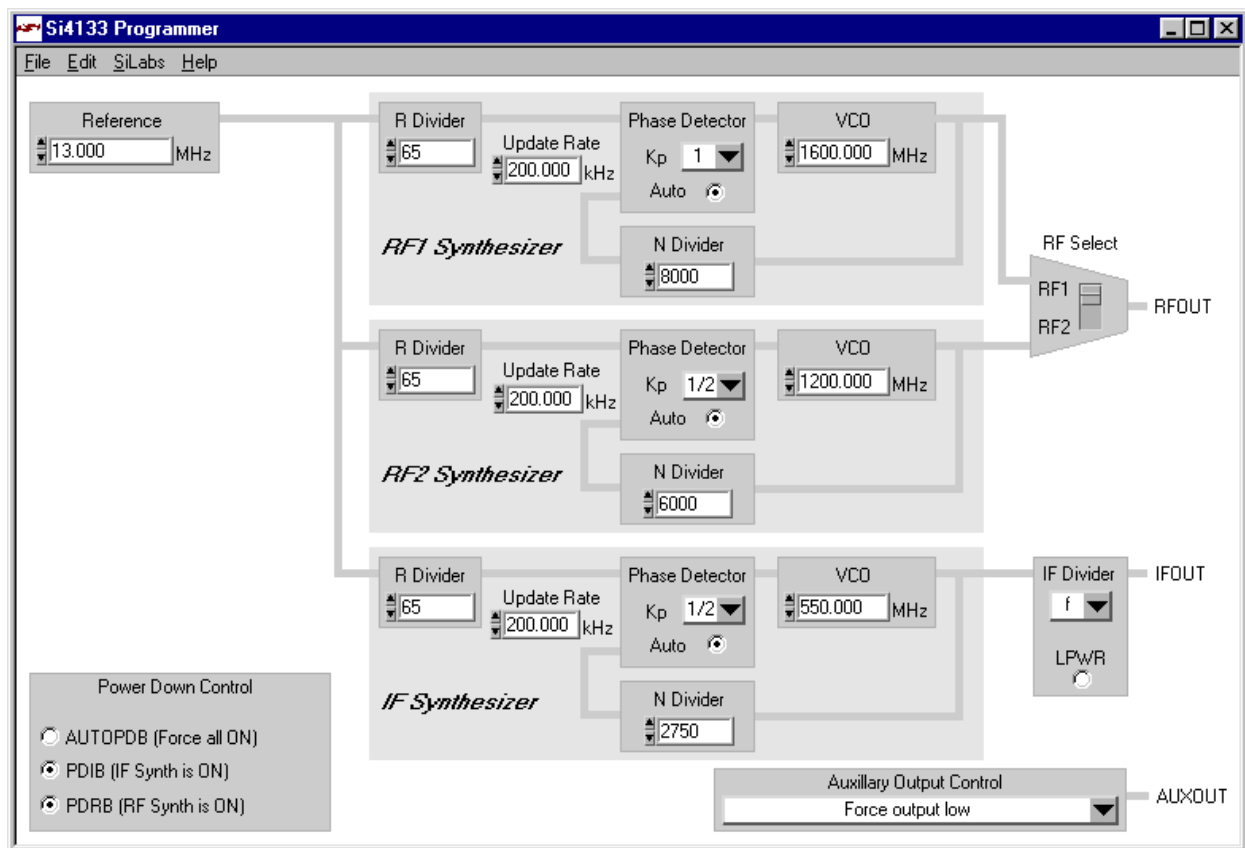 Si4133 Programmer
File Edit SiLabs Help
Reference
13.000 MHz
R Divider
65
Update Rate
200.000 kHz
Phase Detector
Kp 1
Auto
VCO
1600.000 MHz
RF1 Synthesizer
N Divider
8000
RF Select
RF1
RF2
RFOUT
R Divider
65
Update Rate
200.000 kHz
Phase Detector
Kp 1/2
Auto
VCO
1200.000 MHz
RF2 Synthesizer
N Divider
6000
R Divider
65
Update Rate
200.000 kHz
Phase Detector
Kp 1/2
Auto
VCO
550.000 MHz
IF Synthesizer
N Divider
2750
IF Divider
f
LPWR
IFOUT
Power Down Control
AUTOPDB (Force all ON)
PDIB (IF Synth is ON)
PDRB (RF Synth is ON)
Auxillary Output Control
Force output low
AUXOUT